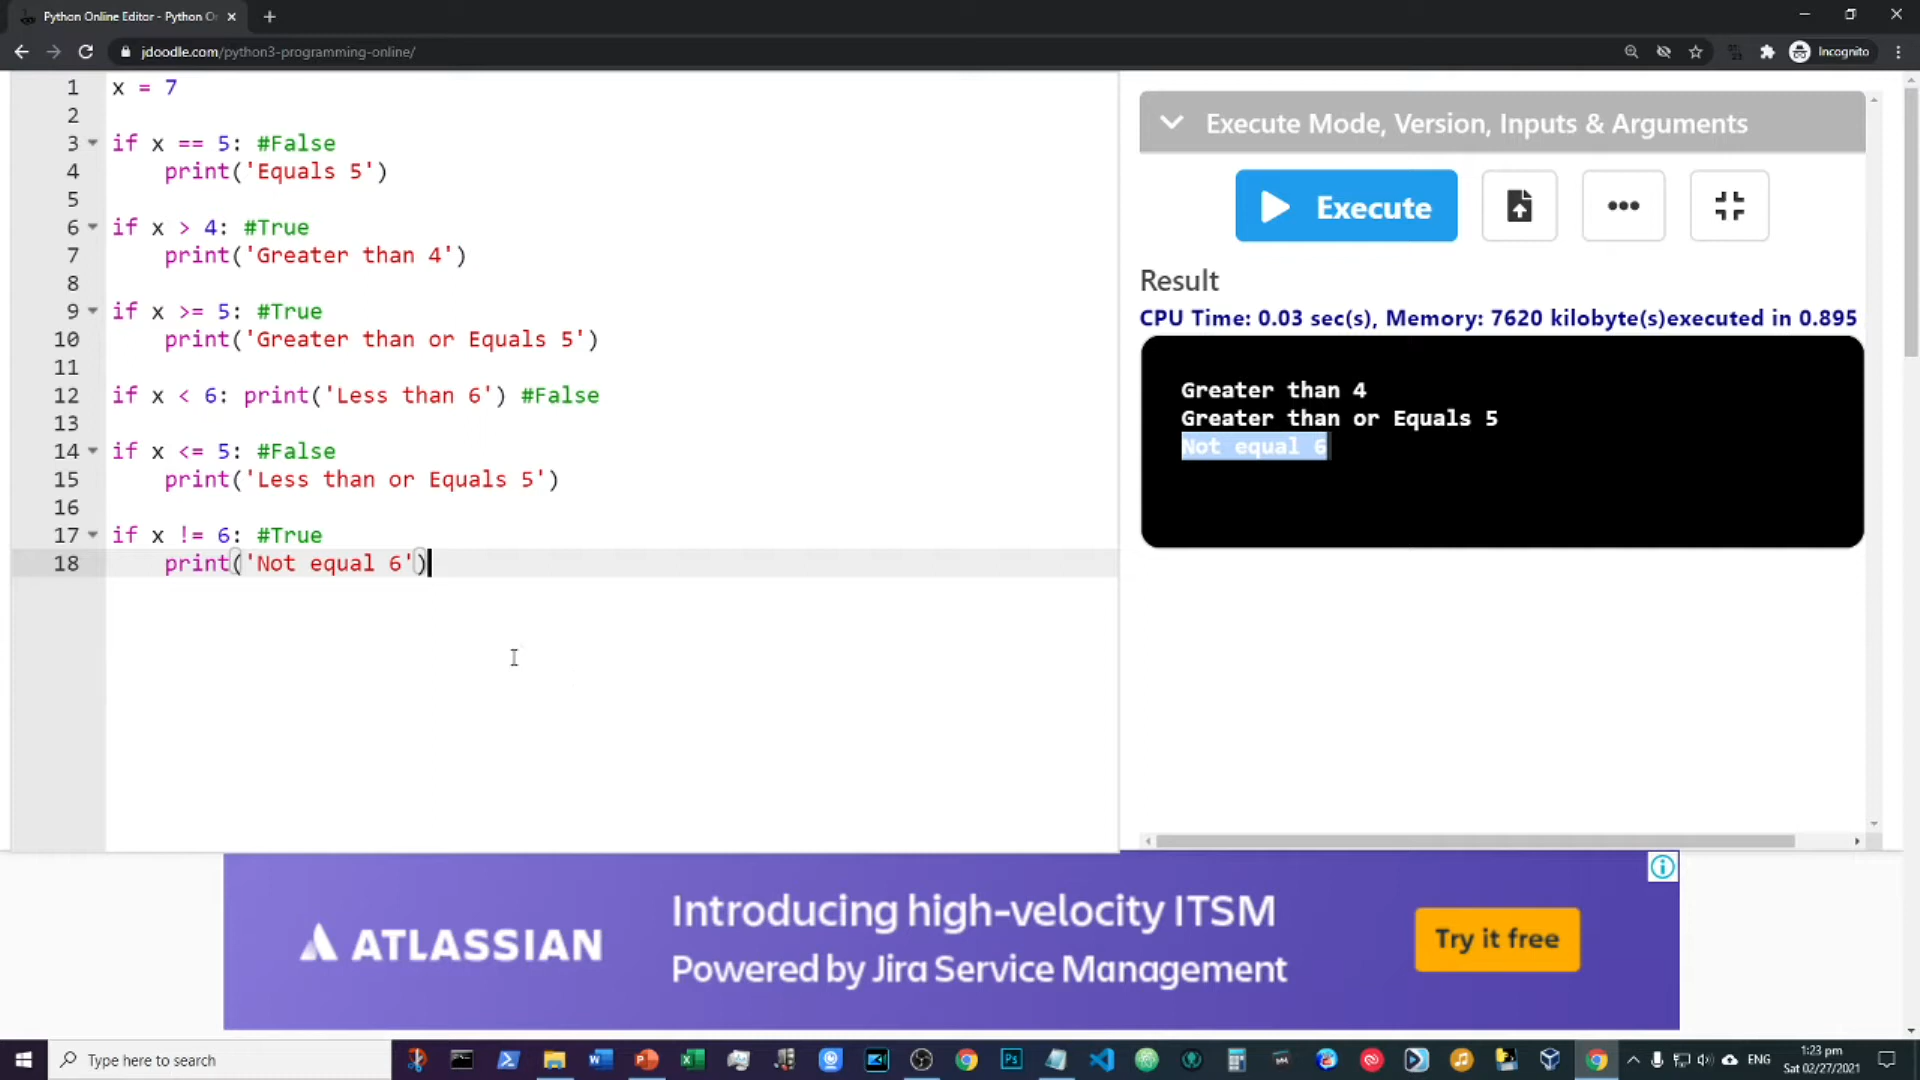 Python Online Editor - Python O
jdoodle.com/python3-programming-online/
Incognito
1 x = 7
2
3 if x == 5: #False
4 print('Equals 5')
5
6 if x > 4: #True
7 print('Greater than 4')
8
9 if x >= 5: #True
10 print('Greater than or Equals 5')
11
12 if x < 6: print('Less than 6') #False
13
14 if x <= 5: #False
15 print('Less than or Equals 5')
16
17 if x != 6: #True
18 print('Not equal 6')
Execute Mode, Version, Inputs & Arguments
Execute
Result
CPU Time: 0.03 sec(s), Memory: 7620 kilobyte(s)executed in 0.895
Greater than 4
Greater than or Equals 5
Not equal 6
ATLASSIAN
Introducing high-velocity ITSM
Powered by Jira Service Management
Try it free
Type here to search
Ps
ENG
1:23 pm
Sat 02/27/2021